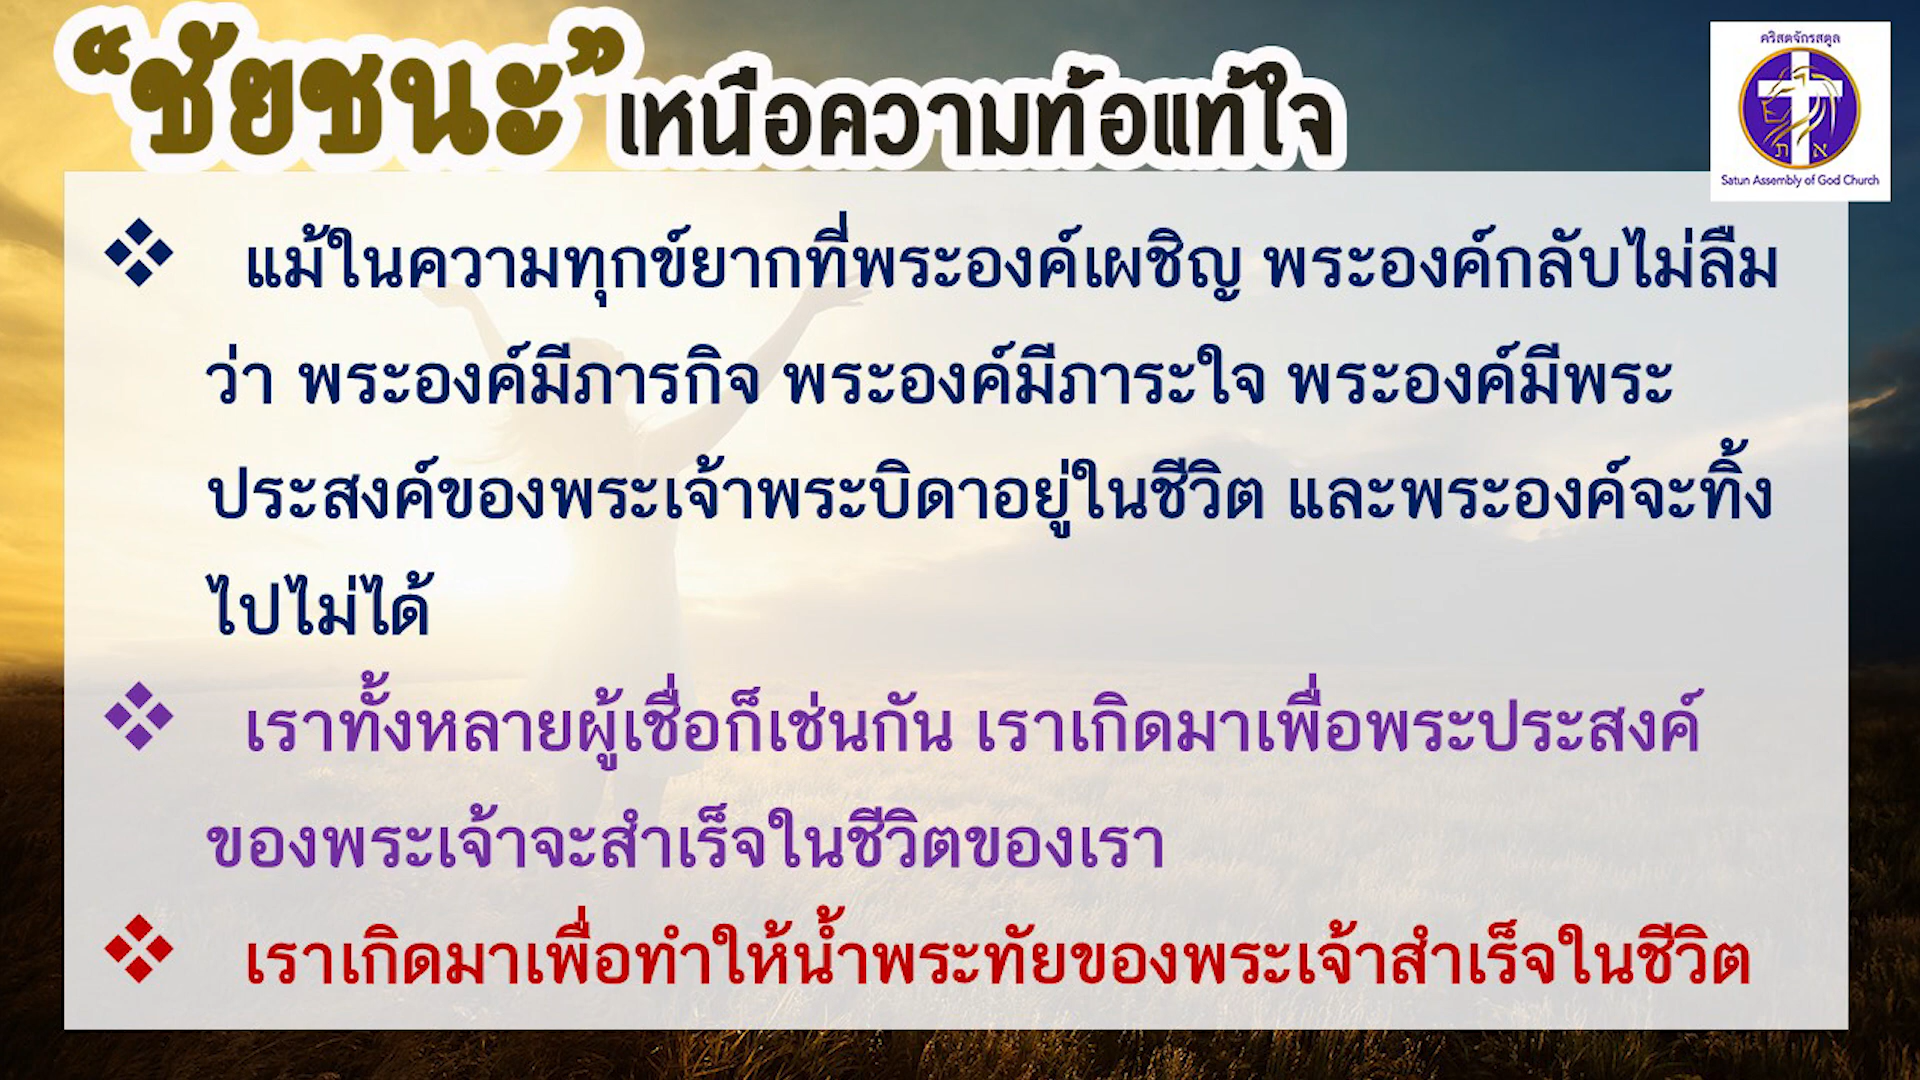 “ชัยชนะ” เหนือความท้อแท้ใจ
คริสตจักรสตูล
ת א
Satun Assembly of God Church
❖ แม้ในความทุกข์ยากที่พระองค์เผชิญ พระองค์กลับไม่ลืม
ว่า พระองค์มีภารกิจ พระองค์มีภาระใจ พระองค์มีพระ
ประสงค์ของพระเจ้าพระบิดาอยู่ในชีวิต และพระองค์จะทิ้ง
ไปไม่ได้
❖ เราทั้งหลายผู้เชื่อก็เช่นกัน เราเกิดมาเพื่อพระประสงค์
ของพระเจ้าจะสำเร็จในชีวิตของเรา
❖ เราเกิดมาเพื่อทำให้น้ำพระทัยของพระเจ้าสำเร็จในชีวิต